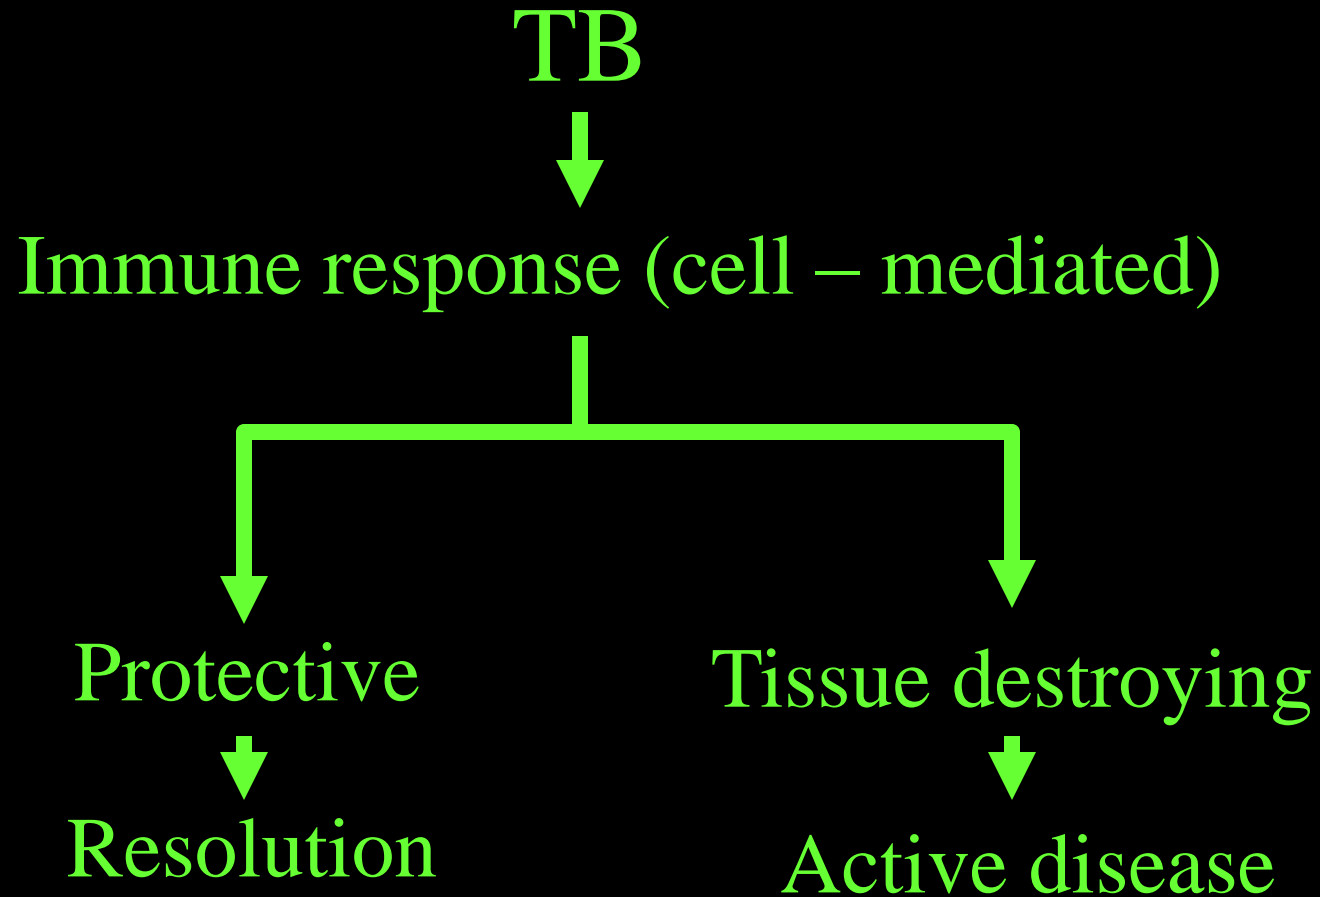 TB
Immune response (cell – mediated)
Protective
Tissue destroying
Resolution
Active disease